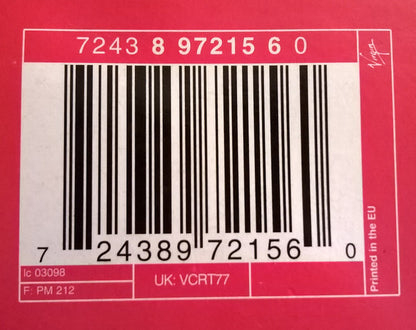 7243 8 97215 6 0
Virgin
7 24389 72156 0
lc 03098
F: PM 212
UK: VCRT77
Printed in the EU